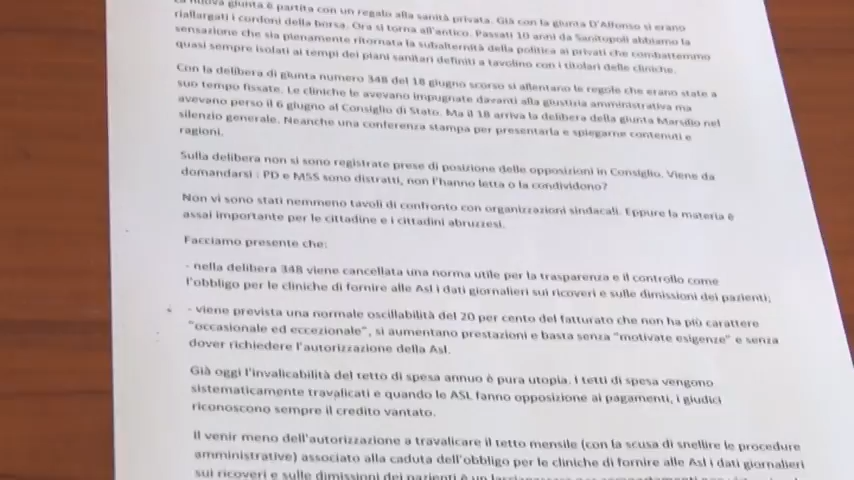 La nuova giunta è partita con un regalo alla sanità privata. Già con la giunta D'Alfonso si erano
riallargati i cordoni della borsa. Ora si torna all'antico. Passati 10 anni da Sanitopoli abbiamo la
sensazione che sia pienamente ritornata la subalternità della politica ai privati che combattemmo
quasi sempre isolati ai tempi dei piani sanitari definiti a tavolino con i titolari delle cliniche.
Con la delibera di giunta numero 348 del 18 giugno scorso si allentano le regole che erano state a
suo tempo fissate. Le cliniche le avevano impugnate davanti alla giustizia amministrativa ma
avevano perso il 6 giugno al Consiglio di Stato. Ma il 18 arriva la delibera della giunta Marsilio nel
silenzio generale. Neanche una conferenza stampa per presentarla e spiegarne contenuti e
ragioni.
Sulla delibera non si sono registrate prese di posizione delle opposizioni in Consiglio. Viene da
domandarsi : PD e M5S sono distratti, non l'hanno letta o la condividono?
Non vi sono stati nemmeno tavoli di confronto con organizzazioni sindacali. Eppure la materia è
assai importante per le cittadine e i cittadini abruzzesi.
Facciamo presente che:
- nella delibera 348 viene cancellata una norma utile per la trasparenza e il controllo come
l'obbligo per le cliniche di fornire alle Asl i dati giornalieri sui ricoveri e sulle dimissioni dei pazienti;
- viene prevista una normale oscillabilità del 20 per cento del fatturato che non ha più carattere
"occasionale ed eccezionale", si aumentano prestazioni e basta senza "motivate esigenze" e senza
dover richiedere l'autorizzazione della Asl.
Già oggi l'invalicabilità del tetto di spesa annuo è pura utopia. I tetti di spesa vengono
sistematicamente travalicati e quando le ASL fanno opposizione ai pagamenti, i giudici
riconoscono sempre il credito vantato.
Il venir meno dell'autorizzazione a travalicare il tetto mensile (con la scusa di snellire le procedure
amministrative) associato alla caduta dell'obbligo per le cliniche di fornire alle Asl i dati giornalieri
sui ricoveri e sulle dimissioni dei pazienti è un